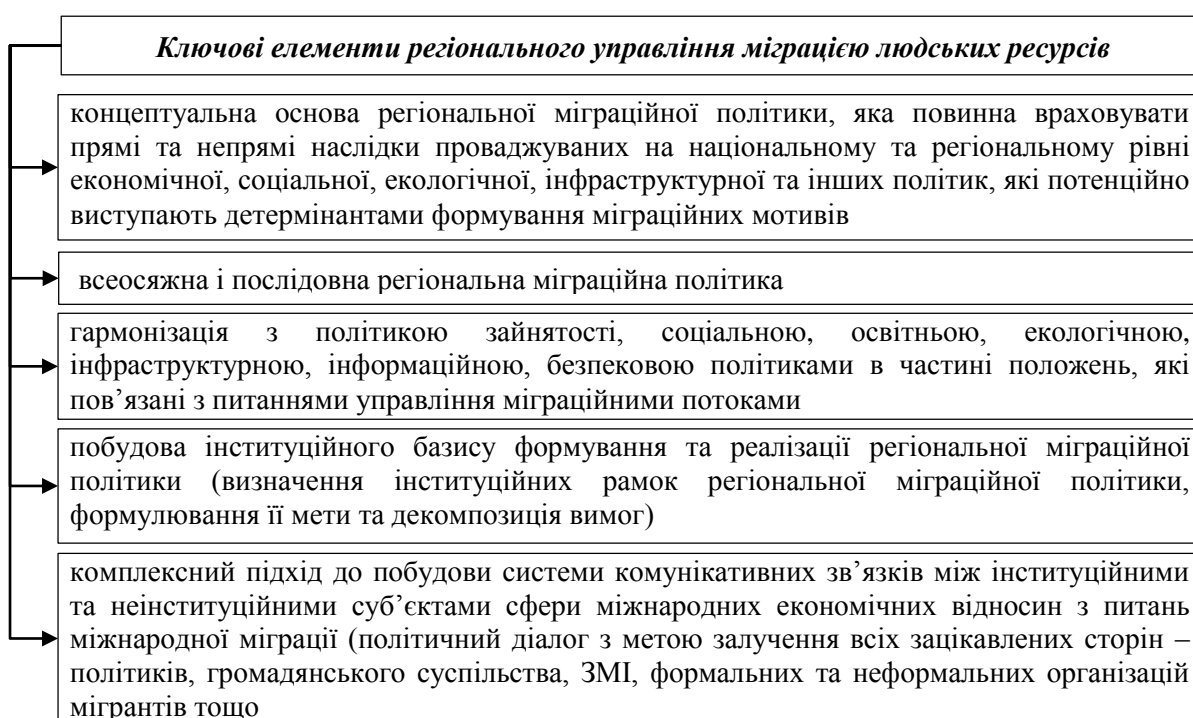 Ключові елементи регіонального управління міграцією людських ресурсів
концептуальна основа регіональної міграційної політики, яка повинна враховувати
прямі та непрямі наслідки проваджуваних на національному та регіональному рівні
економічної, соціальної, екологічної, інфраструктурної та інших політик, які потенційно
виступають детермінантами формування міграційних мотивів
всеосяжна і послідовна регіональна міграційна політика
гармонізація з політикою зайнятості, соціальною, освітньою, екологічною,
інфраструктурною, інформаційною, безпековою політиками в частині положень, які
пов’язані з питаннями управління міграційними потоками
побудова інституційного базису формування та реалізації регіональної міграційної
політики (визначення інституційних рамок регіональної міграційної політики,
формулювання її мети та декомпозиція вимог)
комплексний підхід до побудови системи комунікативних зв’язків між інституційними
та неінституційними суб’єктами сфери міжнародних економічних відносин з питань
міжнародної міграції (політичний діалог з метою залучення всіх зацікавлених сторін –
політиків, громадянського суспільства, ЗМІ, формальних та неформальних організацій
мігрантів тощо